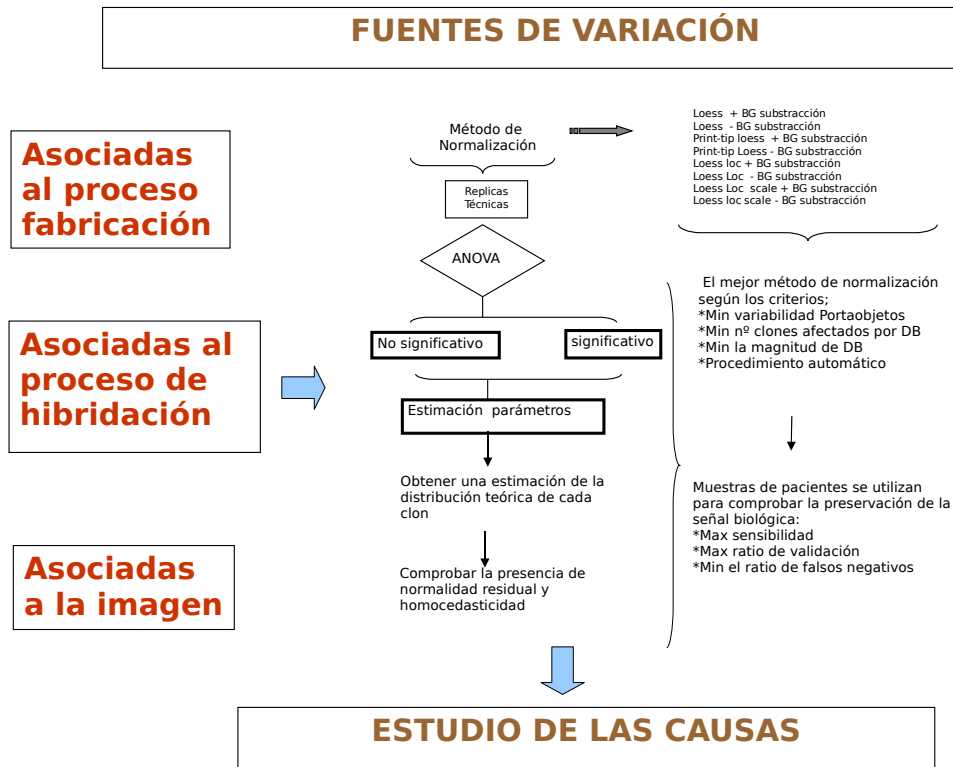 FUENTES DE VARIACIÓN
Asociadas
al proceso
fabricación
Asociadas al
proceso de
hibridación
Asociadas
a la imagen
Método de
Normalización
Replicas
Técnicas
ANOVA
No significativo
significativo
Estimación parámetros
Obtener una estimación de la
distribución teórica de cada
clon
Comprobar la presencia de
normalidad residual y
homocedasticidad
Loess + BG substracción
Loess - BG substracción
Print-tip loess + BG substracción
Print-tip Loess - BG substracción
Loess loc + BG substracción
Loess Loc - BG substracción
Loess Loc scale + BG substracción
Loess loc scale - BG substracción
El mejor método de normalización
según los criterios;
*Min variabilidad Portaobjetos
*Min nº clones afectados por DB
*Min la magnitud de DB
*Procedimiento automático
Muestras de pacientes se utilizan
para comprobar la preservación de la
señal biológica:
*Max sensibilidad
*Max ratio de validación
*Min el ratio de falsos negativos
ESTUDIO DE LAS CAUSAS